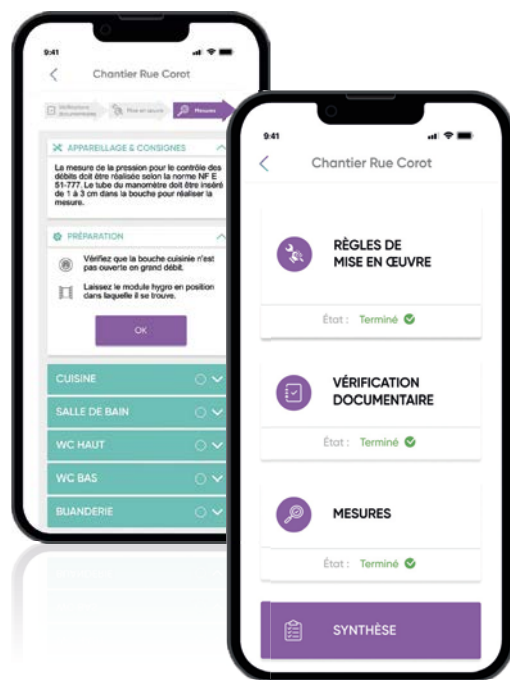 9:41
Chantier Rue Corot
Vérifications
documentaires
Mise en œuvre
Mesures
APPAREILLAGE & CONSIGNES
La mesure de la pression pour le contrôle des
débits doit être réalisée selon la norme NF E
51-777. Le tube du manomètre doit être inséré
de 1 à 3 cm dans la bouche pour réaliser la
mesure.
PRÉPARATION
Vérifiez que la bouche cuisinie n'est
pas ouverte en grand débit.
Laissez le module hygro en position
dans laquelle il se trouve.
OK
CUISINE
SALLE DE BAIN
WC HAUT
WC BAS
BUANDERIE
9:41
Chantier Rue Corot
RÈGLES DE
MISE EN ŒUVRE
État : Terminé
VÉRIFICATION
DOCUMENTAIRE
État : Terminé
MESURES
État : Terminé
SYNTHÈSE